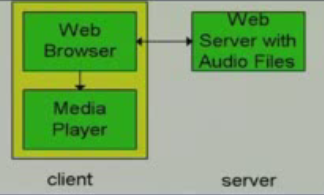 Web
Browser
Web
Server with
Audio Files
Media
Player
client
server